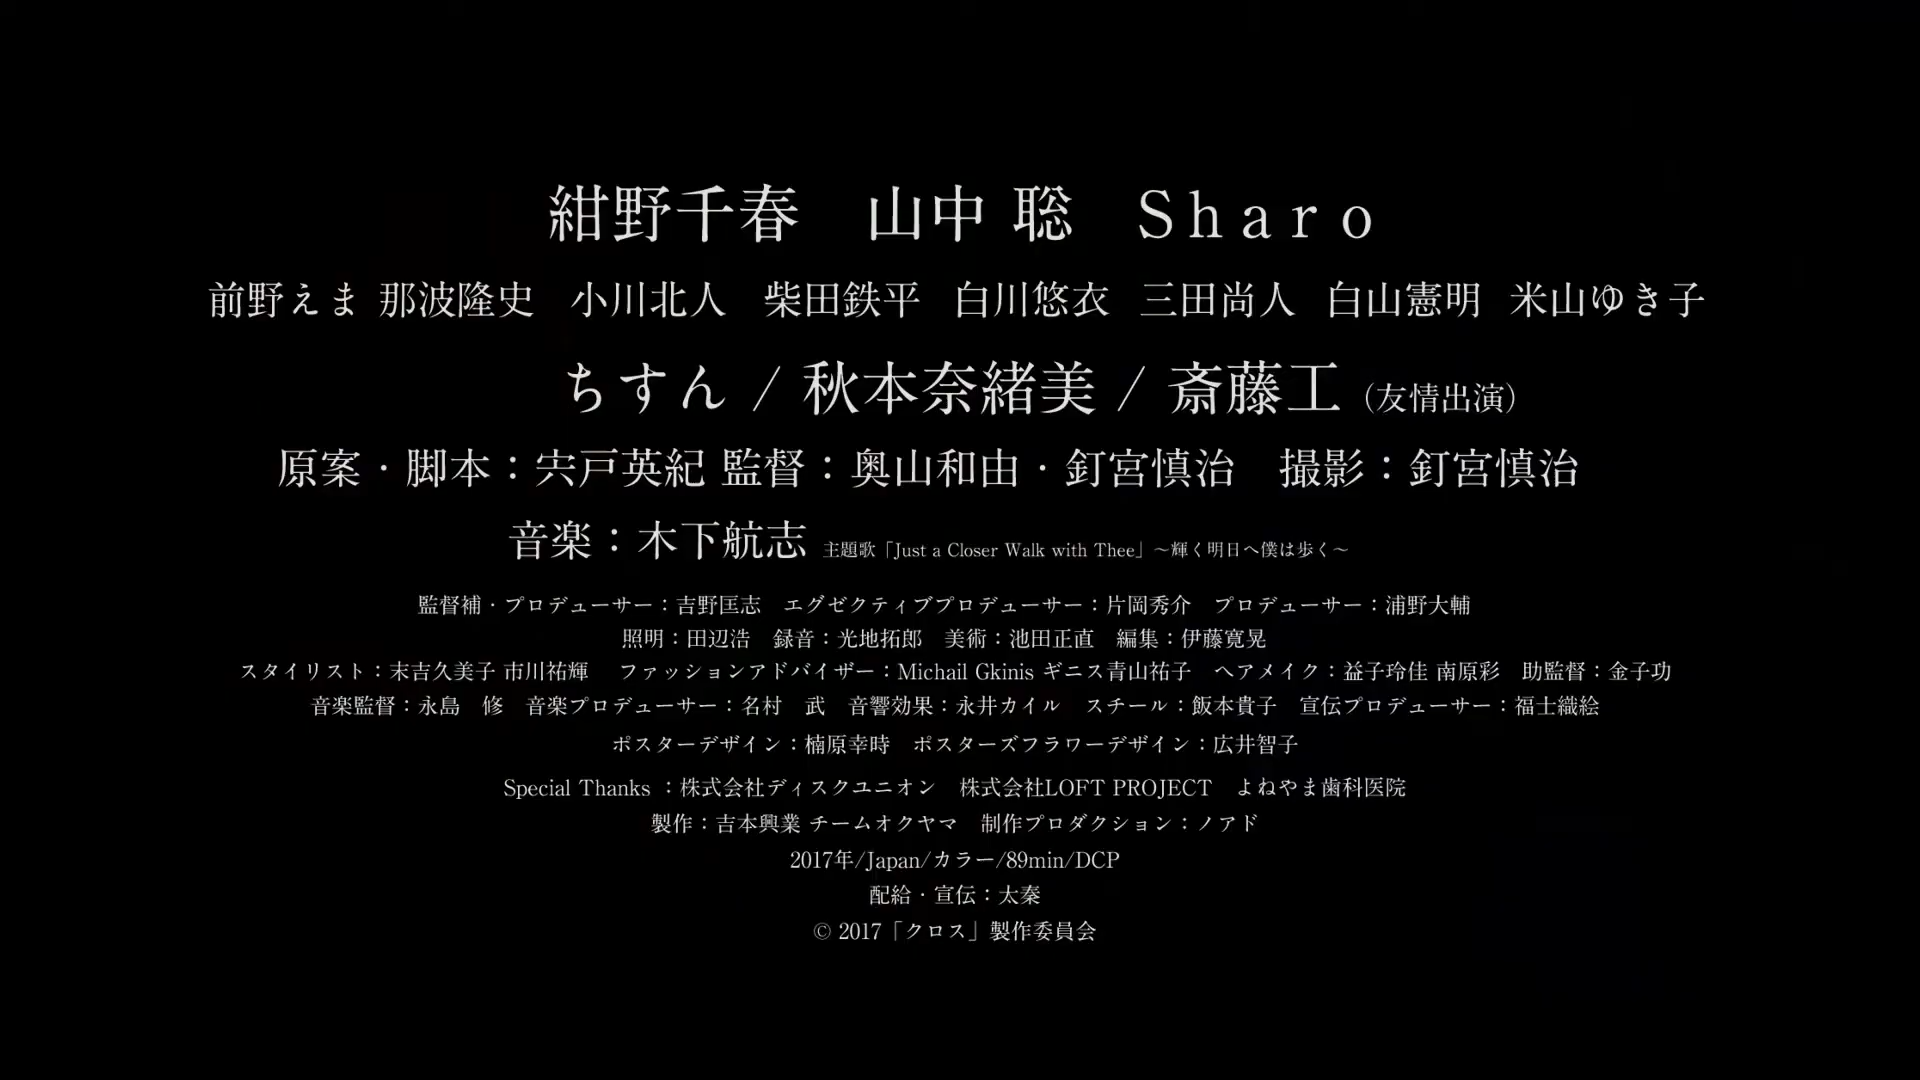 紺野千春　山中 聡　Sharo
前野えま 那波隆史　小川北人　柴田鉄平　白川悠衣　三田尚人　白山憲明　米山ゆき子
ちすん / 秋本奈緒美 / 斎藤工（友情出演）
原案・脚本：宍戸英紀 監督：奥山和由・釘宮慎治　撮影：釘宮慎治
音楽：木下航志 主題歌「Just a Closer Walk with Thee」〜輝く明日へ僕は歩く〜
監督補・プロデューサー：吉野匡志　エグゼクティブプロデューサー：片岡秀介　プロデューサー：浦野大輔
照明：田辺浩　録音：光地拓郎　美術：池田正直　編集：伊藤寛晃
スタイリスト：末吉久美子 市川祐輝　ファッションアドバイザー：Michail Gkinis ギニス青山祐子　ヘアメイク：益子玲佳 南原彩　助監督：金子功
音楽監督：永島　修　音楽プロデューサー：名村　武　音響効果：永井カイル　スチール：飯本貴子　宣伝プロデューサー：福士織絵
ポスターデザイン：楠原幸時　ポスターズフラワーデザイン：広井智子
Special Thanks ：株式会社ディスクユニオン　株式会社LOFT PROJECT　よねやま歯科医院
製作：吉本興業 チームオクヤマ　制作プロダクション：ノアド
2017年/Japan/カラー/89min/DCP
配給・宣伝：太秦
© 2017「クロス」製作委員会